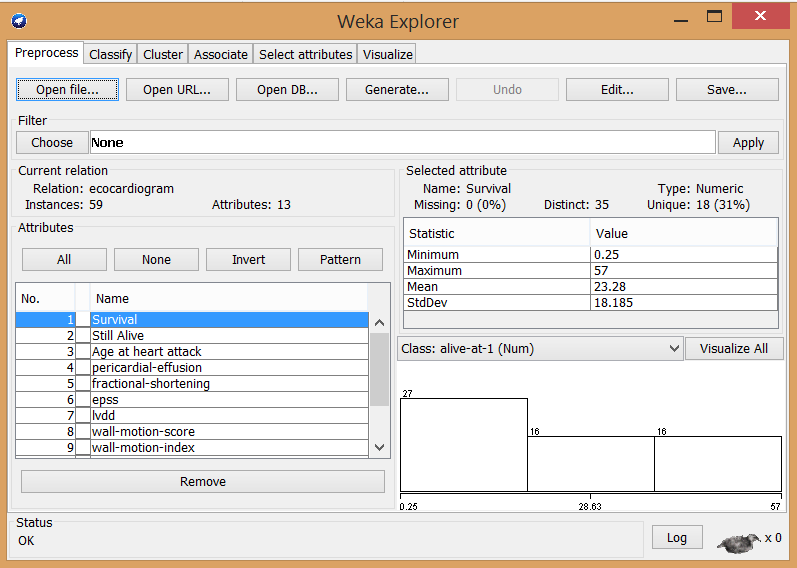 Weka Explorer
Preprocess Classify Cluster Associate Select attributes Visualize
Open file... Open URL... Open DB... Generate... Undo Edit... Save...
Filter
Choose None Apply
Current relation
Relation: ecocardiogram
Instances: 59 Attributes: 13
Attributes
All None Invert Pattern
No. Name
1 Survival
2 Still Alive
3 Age at heart attack
4 pericardial-effusion
5 fractional-shortening
6 epss
7 lvdd
8 wall-motion-score
9 wall-motion-index
Remove
Selected attribute
Name: Survival Type: Numeric
Missing: 0 (0%) Distinct: 35 Unique: 18 (31%)
Statistic Value
Minimum 0.25
Maximum 57
Mean 23.28
StdDev 18.185
Class: alive-at-1 (Num) Visualize All
27
16 16
0.25 28.63 57
Status
OK
Log x 0